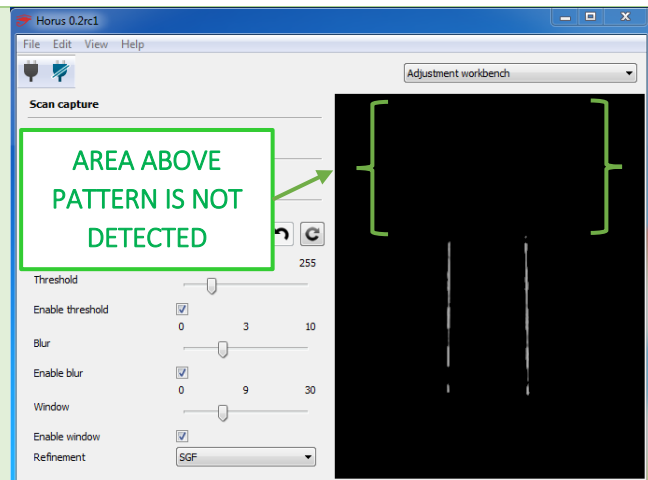 Horus 0.2rc1
File Edit View Help
Adjustment workbench
Scan capture
AREA ABOVE
PATTERN IS NOT
DETECTED
255
Threshold
Enable threshold
0 3 10
Blur
Enable blur
0 9 30
Window
Enable window
Refinement SGF